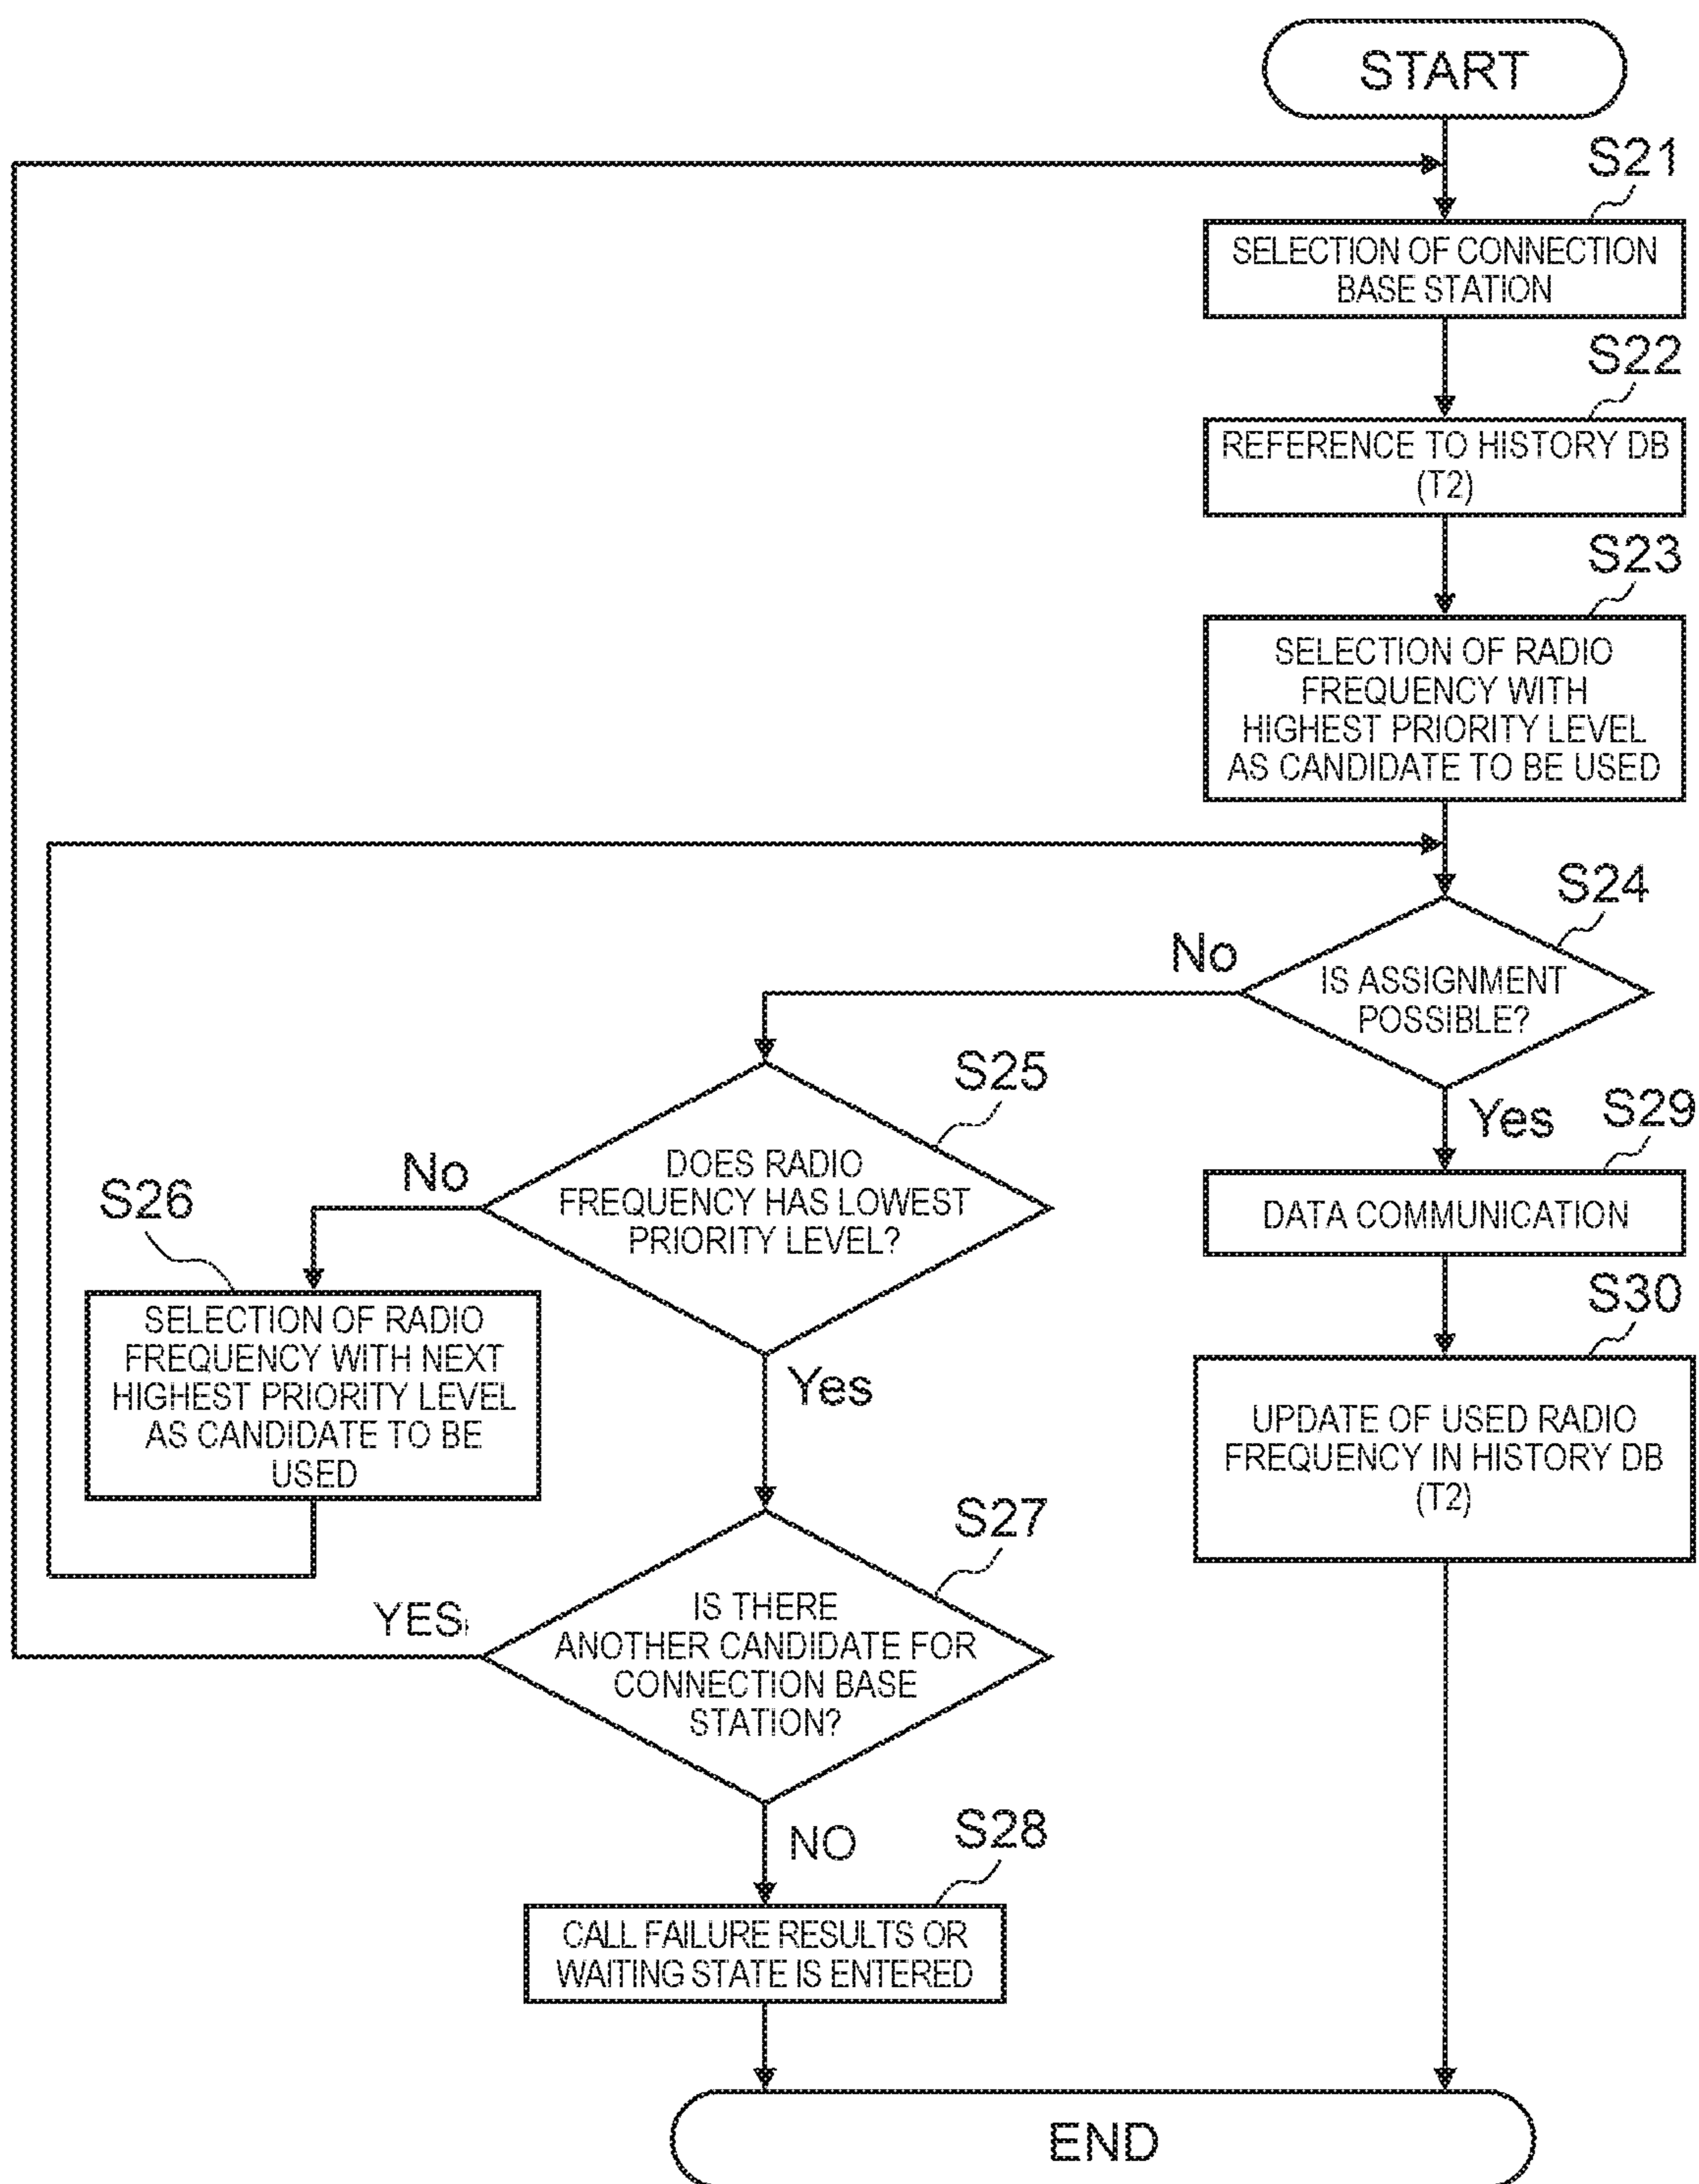 START
S21
SELECTION OF CONNECTION
BASE STATION
S22
REFERENCE TO HISTORY DB
(T2)
S23
SELECTION OF RADIO
FREQUENCY WITH
HIGHEST PRIORITY LEVEL
AS CANDIDATE TO BE USED
S24
No
IS ASSIGNMENT
POSSIBLE?
Yes
S25
DOES RADIO
FREQUENCY HAS LOWEST
PRIORITY LEVEL?
No
S26
SELECTION OF RADIO
FREQUENCY WITH NEXT
HIGHEST PRIORITY LEVEL
AS CANDIDATE TO BE
USED
Yes
S27
IS THERE
ANOTHER CANDIDATE FOR
CONNECTION BASE
STATION?
YES
NO
S28
CALL FAILURE RESULTS OR
WAITING STATE IS ENTERED
S29
DATA COMMUNICATION
S30
UPDATE OF USED RADIO
FREQUENCY IN HISTORY DB
(T2)
END